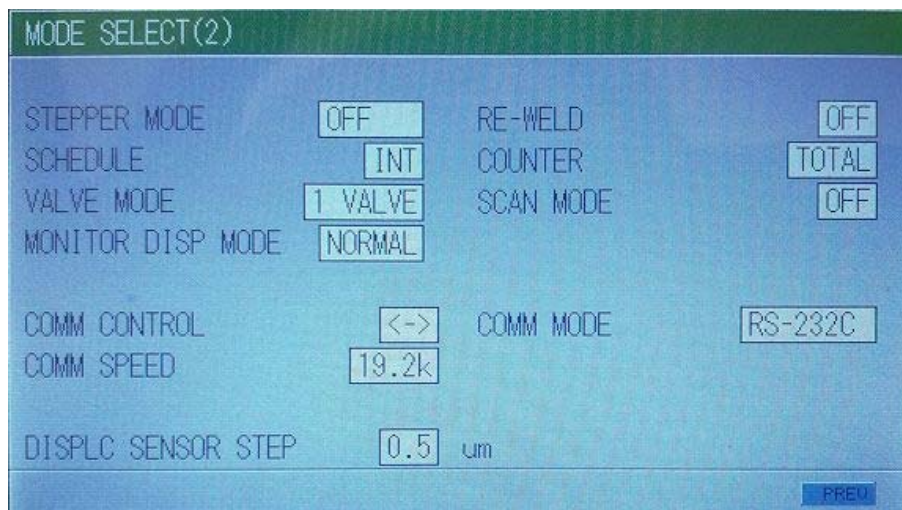 MODE SELECT(2)
STEPPER MODE OFF RE-WELD OFF
SCHEDULE INT COUNTER TOTAL
VALVE MODE 1 VALVE SCAN MODE OFF
MONITOR DISP MODE NORMAL
COMM CONTROL <-> COMM MODE RS-232C
COMM SPEED 19.2k
DISPLC SENSOR STEP 0.5 um
PREV